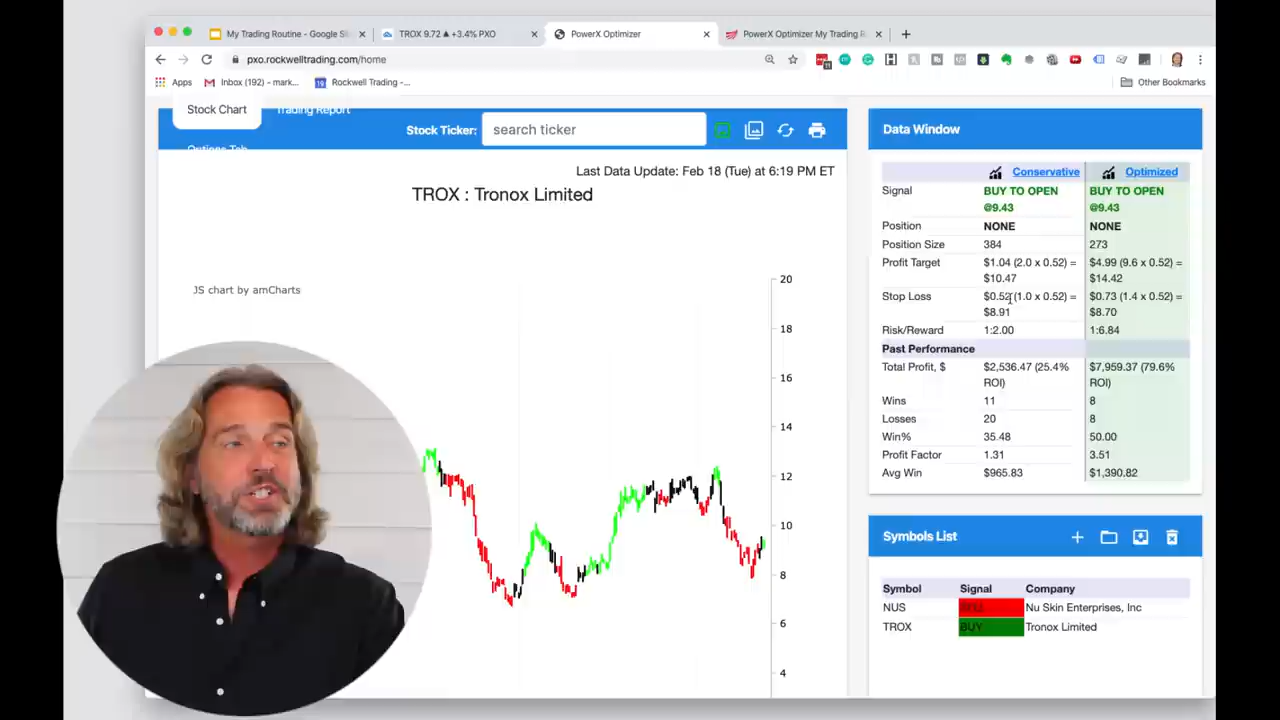 My Trading Routine - Google Sli
TROX 9.72 ▲ +3.4% PXO
PowerX Optimizer
PowerX Optimizer My Trading R
pxo.rockwelltrading.com/home
Apps
Inbox (192) - mark...
Rockwell Trading -...
Other Bookmarks
Stock Chart
Trading Report
Options Tab
Stock Ticker:
search ticker
Last Data Update: Feb 18 (Tue) at 6:19 PM ET
TROX : Tronox Limited
JS chart by amCharts
20
18
16
14
12
10
8
6
4
Data Window
Conservative Optimized
Signal BUY TO OPEN BUY TO OPEN
@9.43 @9.43
Position NONE NONE
Position Size 384 273
Profit Target $1.04 (2.0 x 0.52) = $4.99 (9.6 x 0.52) =
$10.47 $14.42
Stop Loss $0.52 (1.0 x 0.52) = $0.73 (1.4 x 0.52) =
$8.91 $8.70
Risk/Reward 1:2.00 1:6.84
Past Performance
Total Profit, $ $2,536.47 (25.4% $7,959.37 (79.6%
ROI) ROI)
Wins 11 8
Losses 20 8
Win% 35.48 50.00
Profit Factor 1.31 3.51
Avg Win $965.83 $1,390.82
Symbols List
Symbol Signal Company
NUS SELL Nu Skin Enterprises, Inc
TROX BUY Tronox Limited